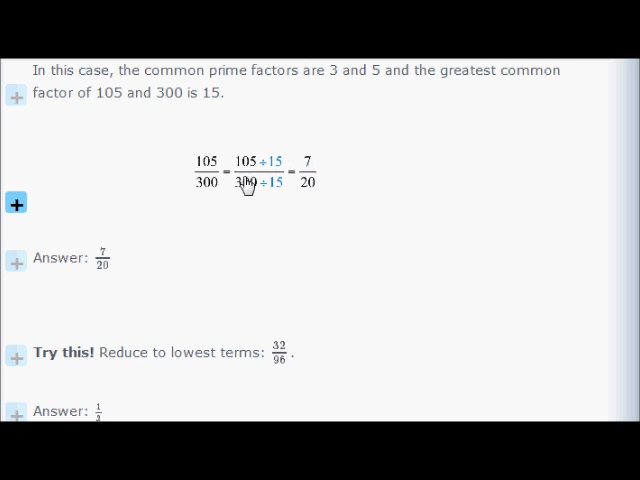 In this case, the common prime factors are 3 and 5 and the greatest common
factor of 105 and 300 is 15.
105/300 = 105 ÷15/300 ÷15 = 7/20
Answer: 7/20
Try this! Reduce to lowest terms: 32/96 .
Answer: